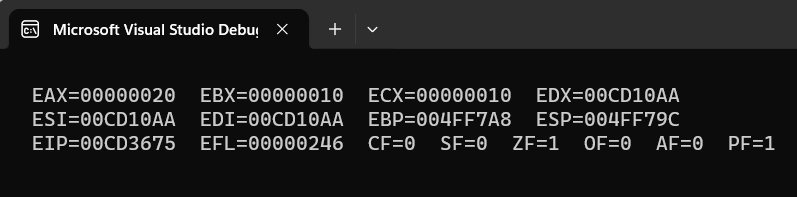 Microsoft Visual Studio Debu
EAX=00000020 EBX=00000010 ECX=00000010 EDX=00CD10AA
ESI=00CD10AA EDI=00CD10AA EBP=004FF7A8 ESP=004FF79C
EIP=00CD3675 EFL=00000246 CF=0 SF=0 ZF=1 OF=0 AF=0 PF=1